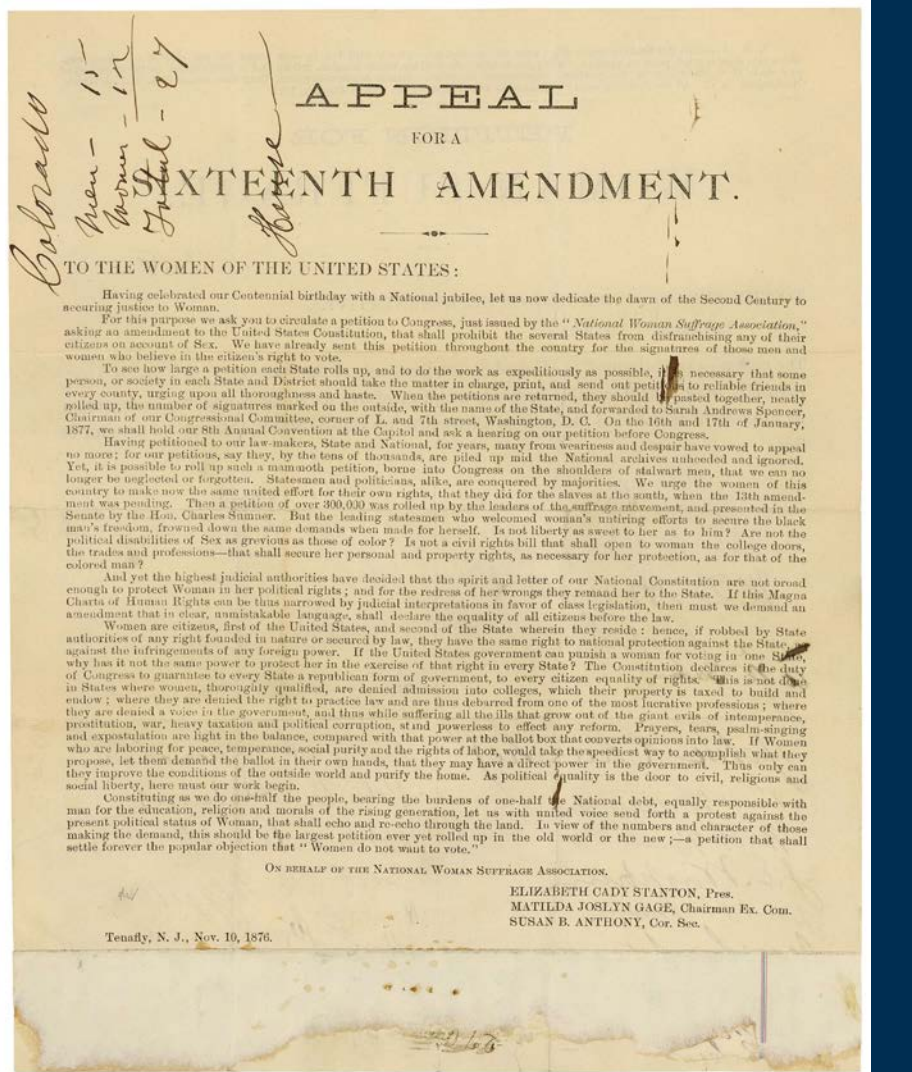 Colorado
Men - 15
Women - 12
Total - 27
House
APPEAL
FOR A
SIXTEENTH AMENDMENT.
TO THE WOMEN OF THE UNITED STATES:
Having celebrated our Centennial birthday with a National jubilee, let us now dedicate the dawn of the Second Century to
securing justice to Woman.
For this purpose we ask you to circulate a petition to Congress, just issued by the "National Woman Suffrage Association,"
asking an amendment to the United States Constitution, that shall prohibit the several States from disfranchising any of their
citizens on account of Sex. We have already sent this petition throughout the country for the signatures of those men and
women who believe in the citizen's right to vote.
To see how large a petition each State rolls up, and to do the work as expeditiously as possible, necessary that some
person, or society in each State and District should take the matter in charge, print, and send out petitions to reliable friends in
every county, urging upon all thoroughness and haste. When the petitions are returned, they should be pasted together, neatly
rolled up, the number of signatures marked on the outside, with the name of the State, and forwarded to Sarah Andrews Spencer,
Chairman of our Congressional Committee, corner of L. and 7th street, Washington, D. C. On the 16th and 17th of January,
1877, we shall hold our 8th Annual Convention at the Capitol and ask a hearing on our petition before Congress.
Having petitioned to our law-makers, State and National, for years, many from weariness and despair have vowed to appeal
no more; for our petitions, say they, by the tens of thousands, are piled up mid the National archives unheeded and ignored.
Yet, it is possible to roll up such a mammoth petition, borne into Congress on the shoulders of stalwart men, that we can no
longer be neglected or forgotten. Statesmen and politicians, alike, are conquered by majorities. We urge the women of this
country to make now the same united effort for their own rights, that they did for the slaves at the south, when the 13th amend-
ment was pending. Then a petition of over 300,000 was rolled up by the leaders of the suffrage movement, and presented in the
Senate by the Hon. Charles Sumner. But the leading statesmen who welcomed woman's untiring efforts to secure the black
man's freedom, frowned down the same demands when made for herself. Is not liberty as sweet to her as to him? Are not the
political disabilities of Sex as grevious as those of color? Is not a civil rights bill that shall open to woman the college doors,
the trades and professions—that shall secure her personal and property rights, as necessary for her protection, as for that of the
colored man?
And yet the highest judicial authorities have decided that the spirit and letter of our National Constitution are not broad
enough to protect Woman in her political rights; and for the redress of her wrongs they remand her to the State. If this Magna
Charta of Human Rights can be thus narrowed by judicial interpretations in favor of class legislation, then must we demand an
amendment that in clear, unmistakable language, shall declare the equality of all citizens before the law.
Women are citizens, first of the United States, and second of the State wherein they reside: hence, if robbed by State
authorities of any right founded in nature or secured by law, they have the same right to national protection against the State, as
against the infringements of any foreign power. If the United States government can punish a woman for voting in one State,
why has it not the same power to protect her in the exercise of that right in every State? The Constitution declares it the duty
of Congress to guarantee to every State a republican form of government, to every citizen equality of rights. This is not done
in States where women, thoroughly qualified, are denied admission into colleges, which their property is taxed to build and
endow; where they are denied the right to practice law and are thus debarred from one of the most lucrative professions; where
they are denied a voice in the government, and thus while suffering all the ills that grow out of the giant evils of intemperance,
prostitution, war, heavy taxation and political corruption, stand powerless to effect any reform. Prayers, tears, psalm-singing
and expostulation are light in the balance, compared with that power at the ballot box that converts opinions into law. If Women
who are laboring for peace, temperance, social purity and the rights of labor, would take the speediest way to accomplish what they
propose, let them demand the ballot in their own hands, that they may have a direct power in the government. Thus only can
they improve the conditions of the outside world and purify the home. As political equality is the door to civil, religious and
social liberty, here must our work begin.
Constituting as we do one-half the people, bearing the burdens of one-half the National debt, equally responsible with
man for the education, religion and morals of the rising generation, let us with united voice send forth a protest against the
present political status of Woman, that shall echo and re-echo through the land. In view of the numbers and character of those
making the demand, this should be the largest petition ever yet rolled up in the old world or the new;—a petition that shall
settle forever the popular objection that "Women do not want to vote."
ON BEHALF OF THE NATIONAL WOMAN SUFFRAGE ASSOCIATION.
ELIZABETH CADY STANTON, Pres.
MATILDA JOSLYN GAGE, Chairman Ex. Com.
SUSAN B. ANTHONY, Cor. Sec.
Tenafly, N. J., Nov. 10, 1876.